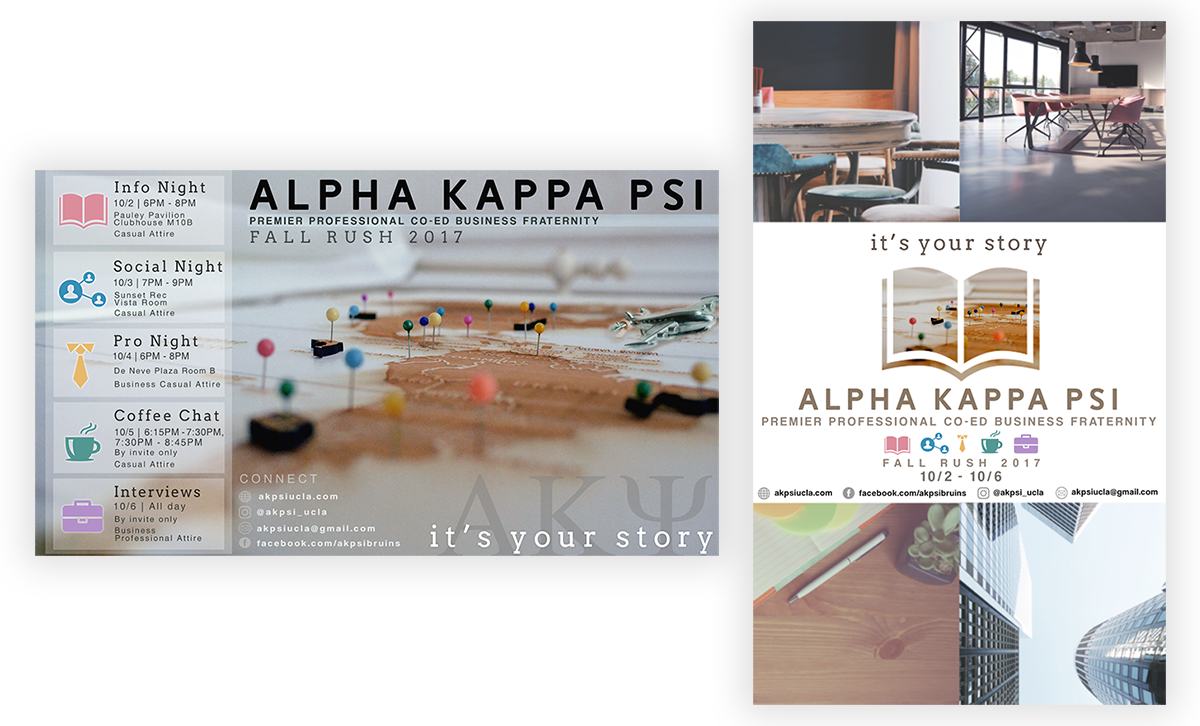 Info Night
10/2 | 6PM - 8PM
Pauley Pavilion
Clubhouse M10B
Casual Attire
Social Night
10/3 | 7PM - 9PM
Sunset Rec
Vista Room
Casual Attire
Pro Night
10/4 | 6PM - 8PM
De Neve Plaza Room B
Business Casual Attire
Coffee Chat
10/5 | 6:15PM -7:30PM,
7:30PM - 8:45PM
By invite only
Casual Attire
Interviews
10/6 | All day
By invite only
Business
Professional Attire
ALPHA KAPPA PSI
PREMIER PROFESSIONAL CO-ED BUSINESS FRATERNITY
FALL RUSH 2017
CONNECT
akpsiucla.com
@akpsi_ucla
akpsiucla@gmail.com
facebook.com/akpsibruins
ΑΚΨ
it's your story
it's your story
ALPHA KAPPA PSI
PREMIER PROFESSIONAL CO-ED BUSINESS FRATERNITY
FALL RUSH 2017
10/2 - 10/6
akpsiucla.com facebook.com/akpsibruins akpsi_ucla akpsiucla@gmail.com